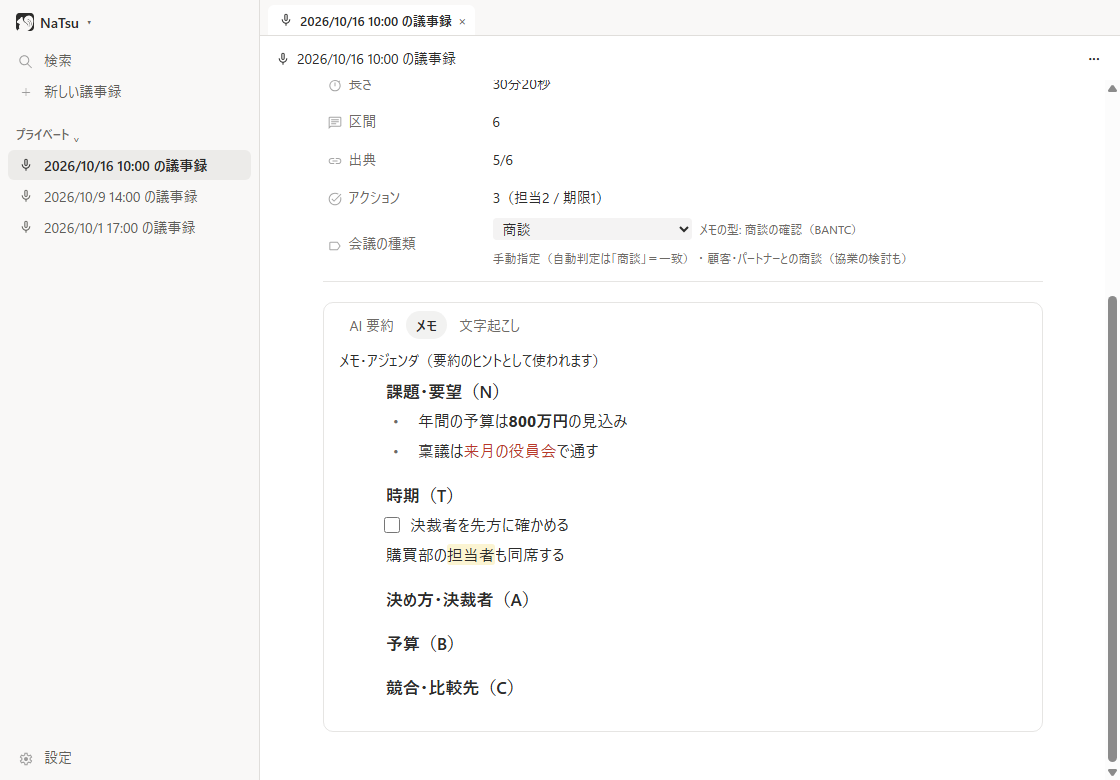 NaTsu
検索
新しい議事録
プライベート
2026/10/16 10:00 の議事録
2026/10/9 14:00 の議事録
2026/10/1 17:00 の議事録
設定
2026/10/16 10:00 の議事録 ×
2026/10/16 10:00 の議事録
長さ 30分20秒
区間 6
出典 5/6
アクション 3（担当2 / 期限1）
会議の種類 商談 メモの型: 商談の確認（BANTC）
手動指定（自動判定は「商談」＝一致）・顧客・パートナーとの商談（協業の検討も）
AI 要約 メモ 文字起こし
メモ・アジェンダ（要約のヒントとして使われます）
課題・要望（N）
• 年間の予算は800万円の見込み
• 稟議は来月の役員会で通す
時期（T）
決裁者を先方に確かめる
購買部の担当者も同席する
決め方・決裁者（A）
予算（B）
競合・比較先（C）